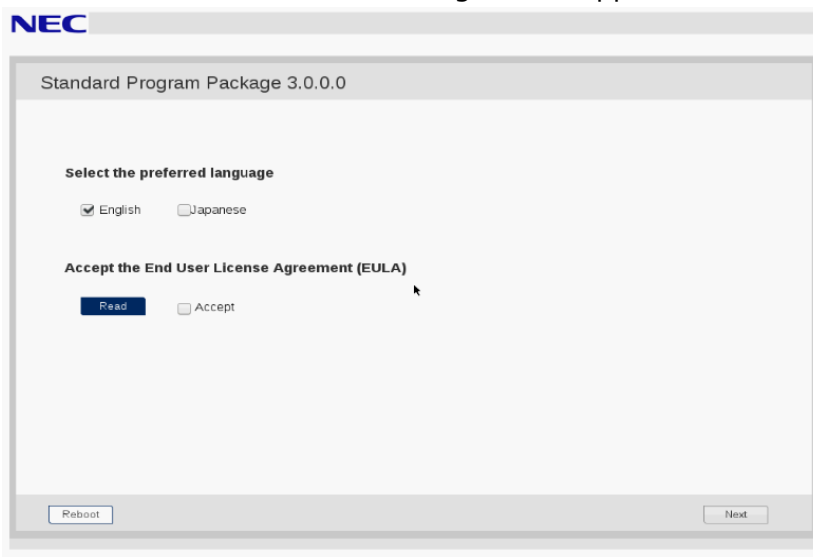 NEC
Standard Program Package 3.0.0.0
Select the preferred language
English Japanese
Accept the End User License Agreement (EULA)
Read Accept
Reboot Next